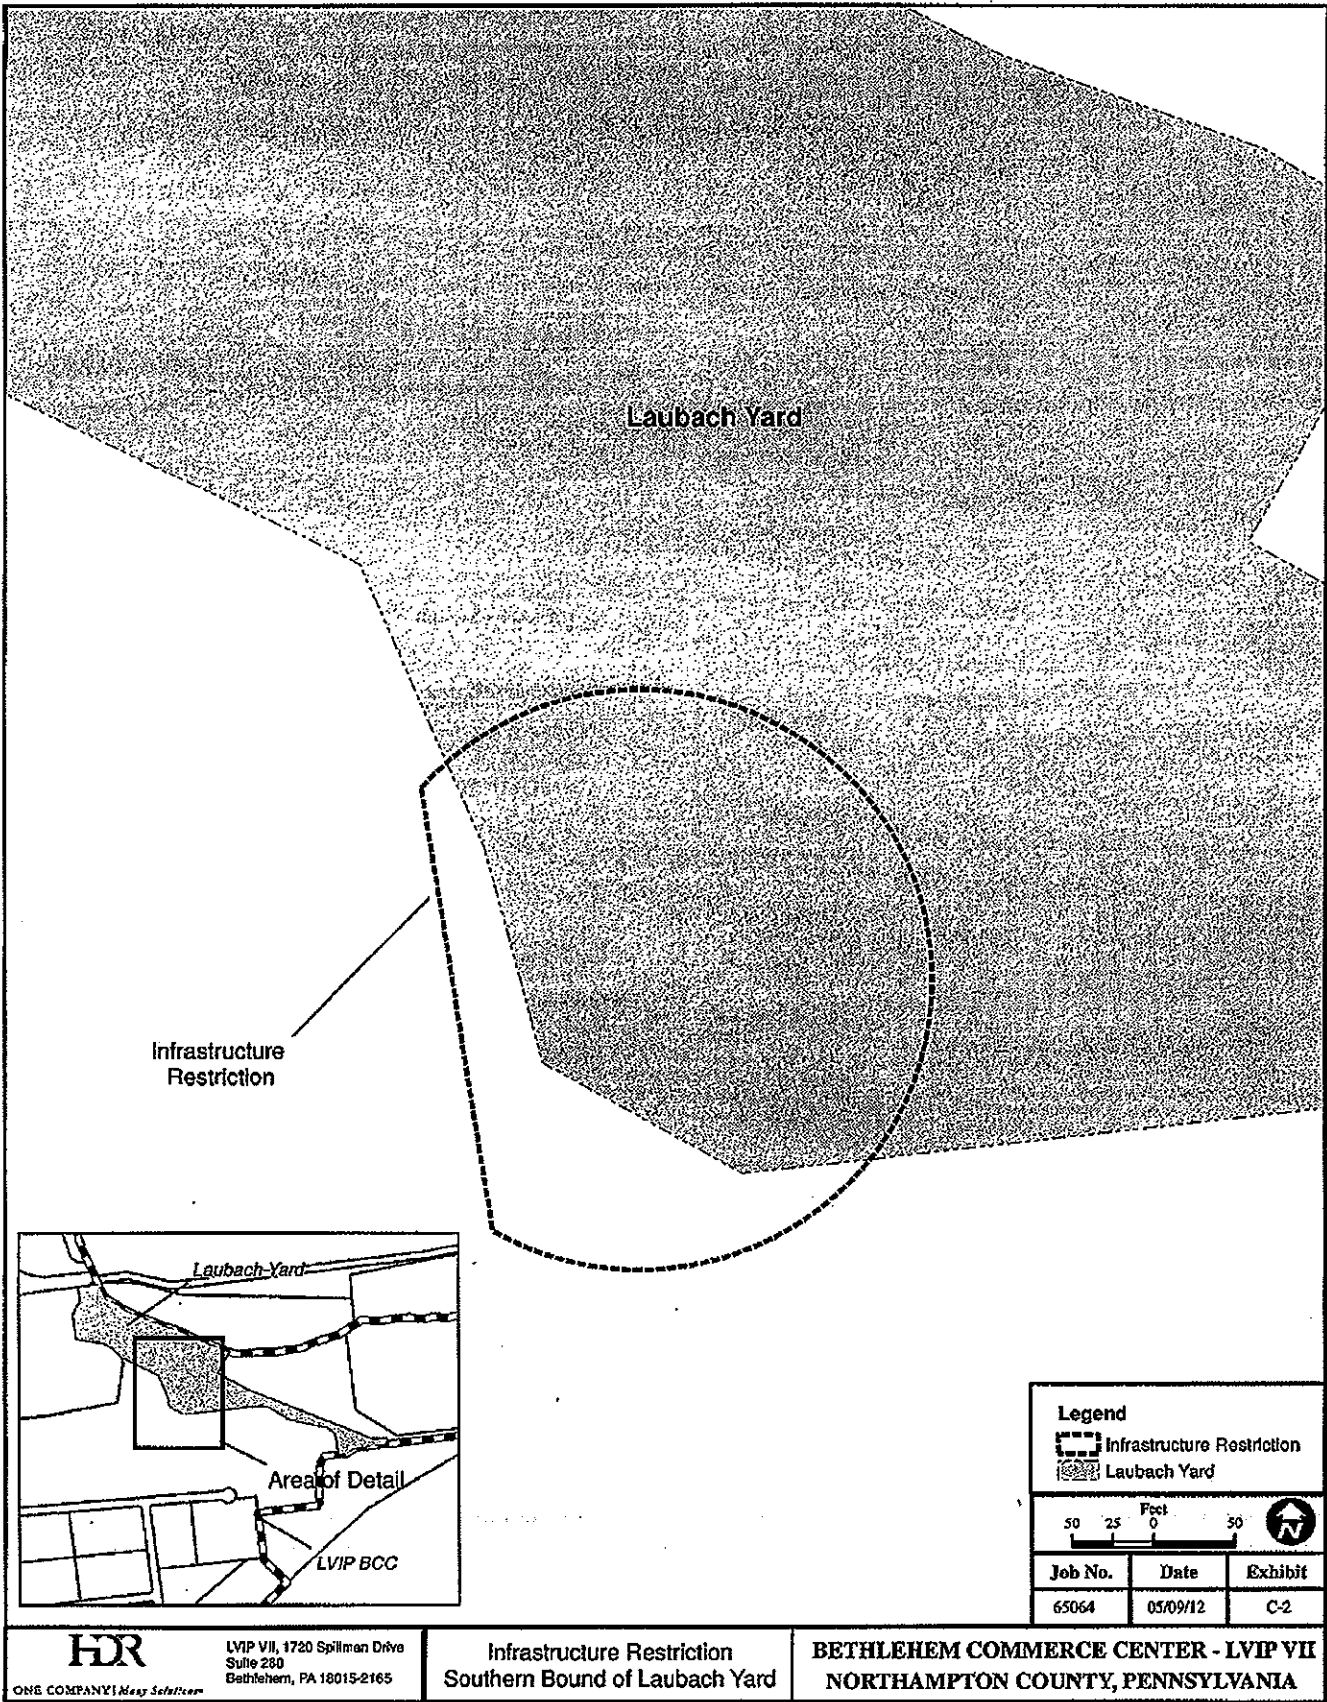 Laubach Yard
Infrastructure
Restriction
Laubach Yard
Area of Detail
LVIP BCC
Legend
Infrastructure Restriction
Laubach Yard
Feet
50 25 0 50
N
Job No. Date Exhibit
65064 05/09/12 C-2
HDR
ONE COMPANY | Many Solutions
LVIP VII, 1720 Spillman Drive
Suite 280
Bethlehem, PA 18015-2165
Infrastructure Restriction
Southern Bound of Laubach Yard
BETHLEHEM COMMERCE CENTER - LVIP VII
NORTHAMPTON COUNTY, PENNSYLVANIA